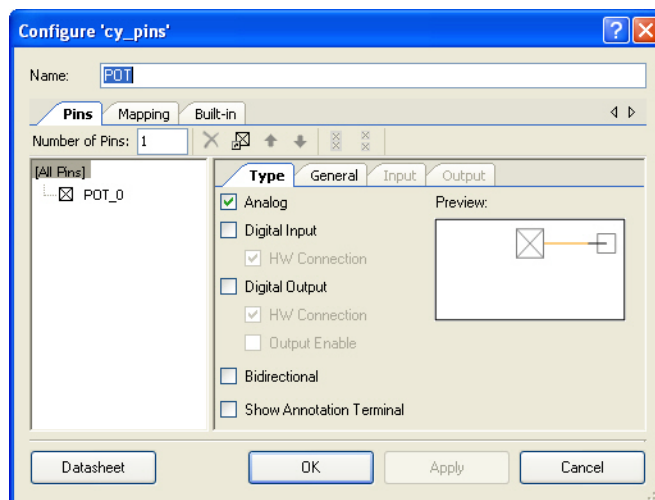 Configure 'cy_pins'
Name: POT
Pins Mapping Built-in
Number of Pins: 1
[All Pins]
POT_0
Type General Input Output
Analog
Preview:
Digital Input
HW Connection
Digital Output
HW Connection
Output Enable
Bidirectional
Show Annotation Terminal
Datasheet OK Apply Cancel